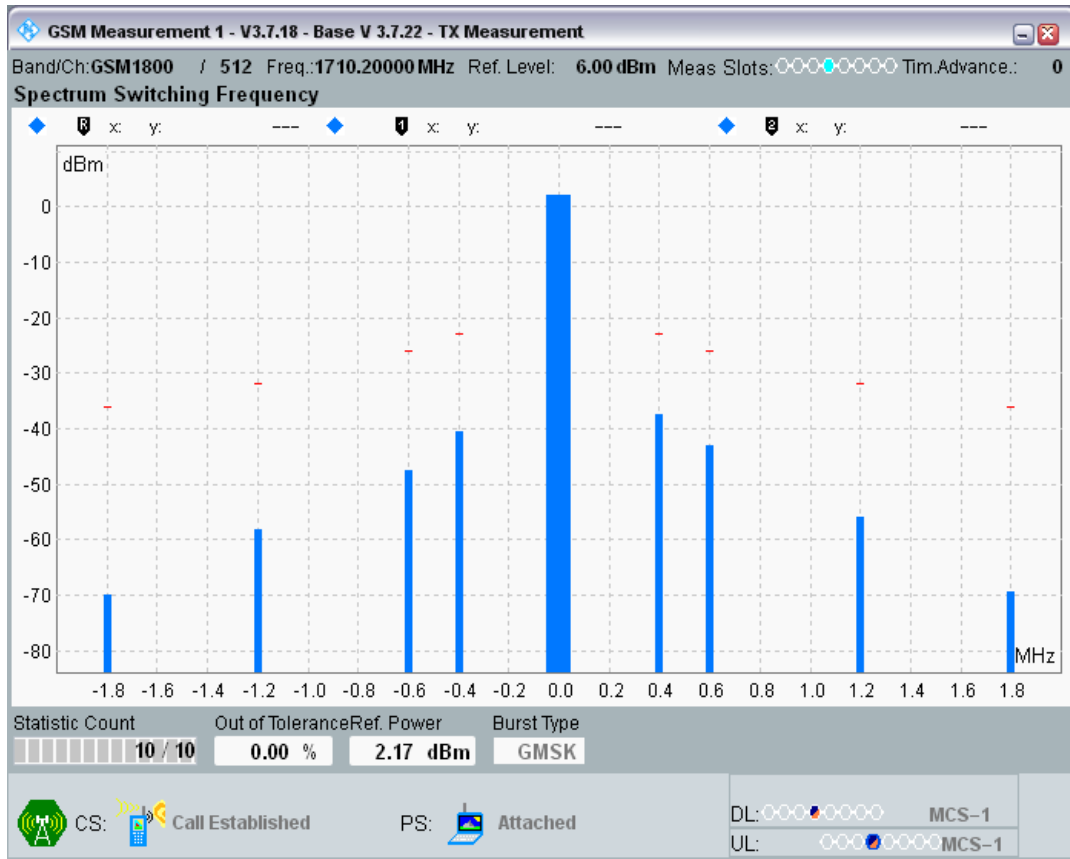 GSM Measurement 1 - V3.7.18 - Base V 3.7.22 - TX Measurement
Band/Ch:GSM1800 / 512 Freq.:1710.20000 MHz Ref. Level: 6.00 dBm Meas Slots: Tim.Advance.: 0
Spectrum Switching Frequency
R x: y: --- 1 x: y: --- 2 x: y: ---
dBm
0
-10
-20
-30
-40
-50
-60
-70
-80
MHz
-1.8 -1.6 -1.4 -1.2 -1.0 -0.8 -0.6 -0.4 -0.2 0.0 0.2 0.4 0.6 0.8 1.0 1.2 1.4 1.6 1.8
Statistic Count Out of Tolerance Ref. Power Burst Type
10 / 10 0.00 % 2.17 dBm GMSK
CS: Call Established PS: Attached
DL: MCS-1
UL: MCS-1